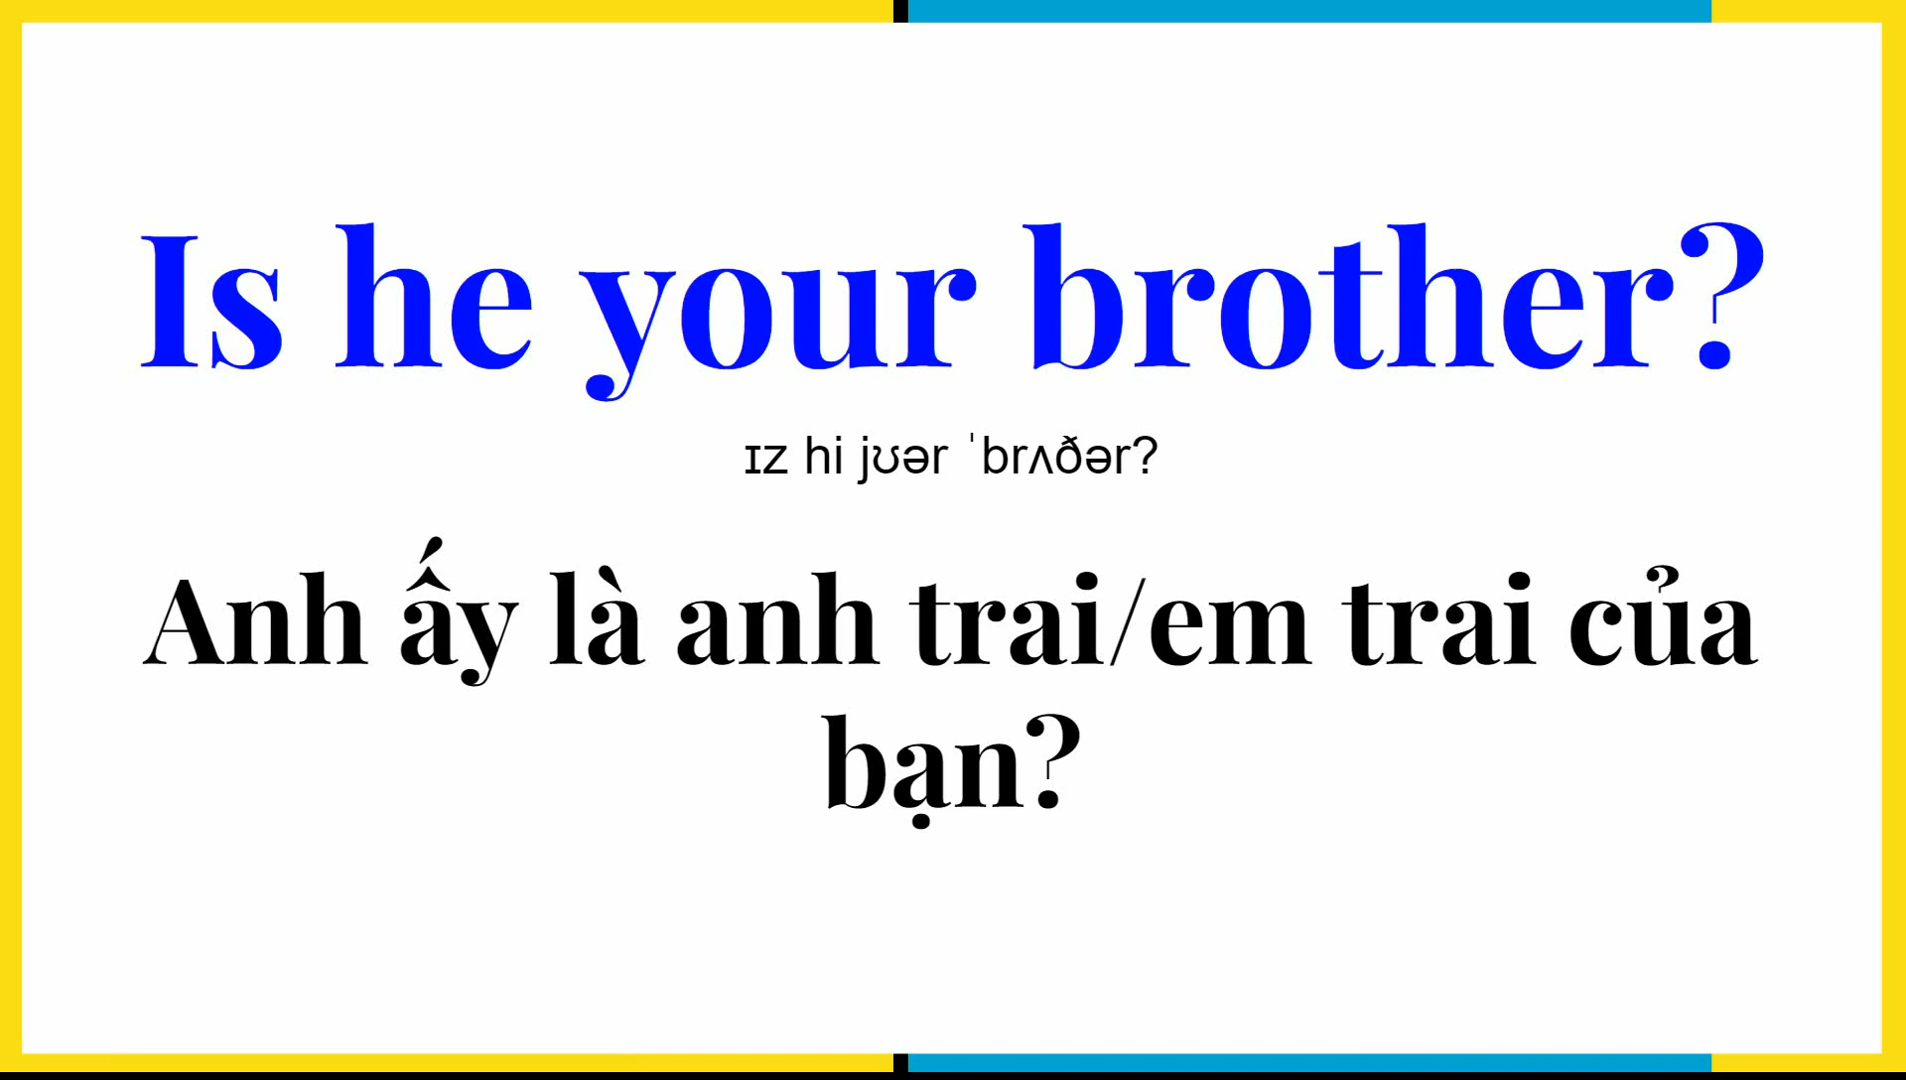 Is he your brother?
ɪz hi jʊər ˈbrʌðər?
Anh ấy là anh trai/em trai của
bạn?